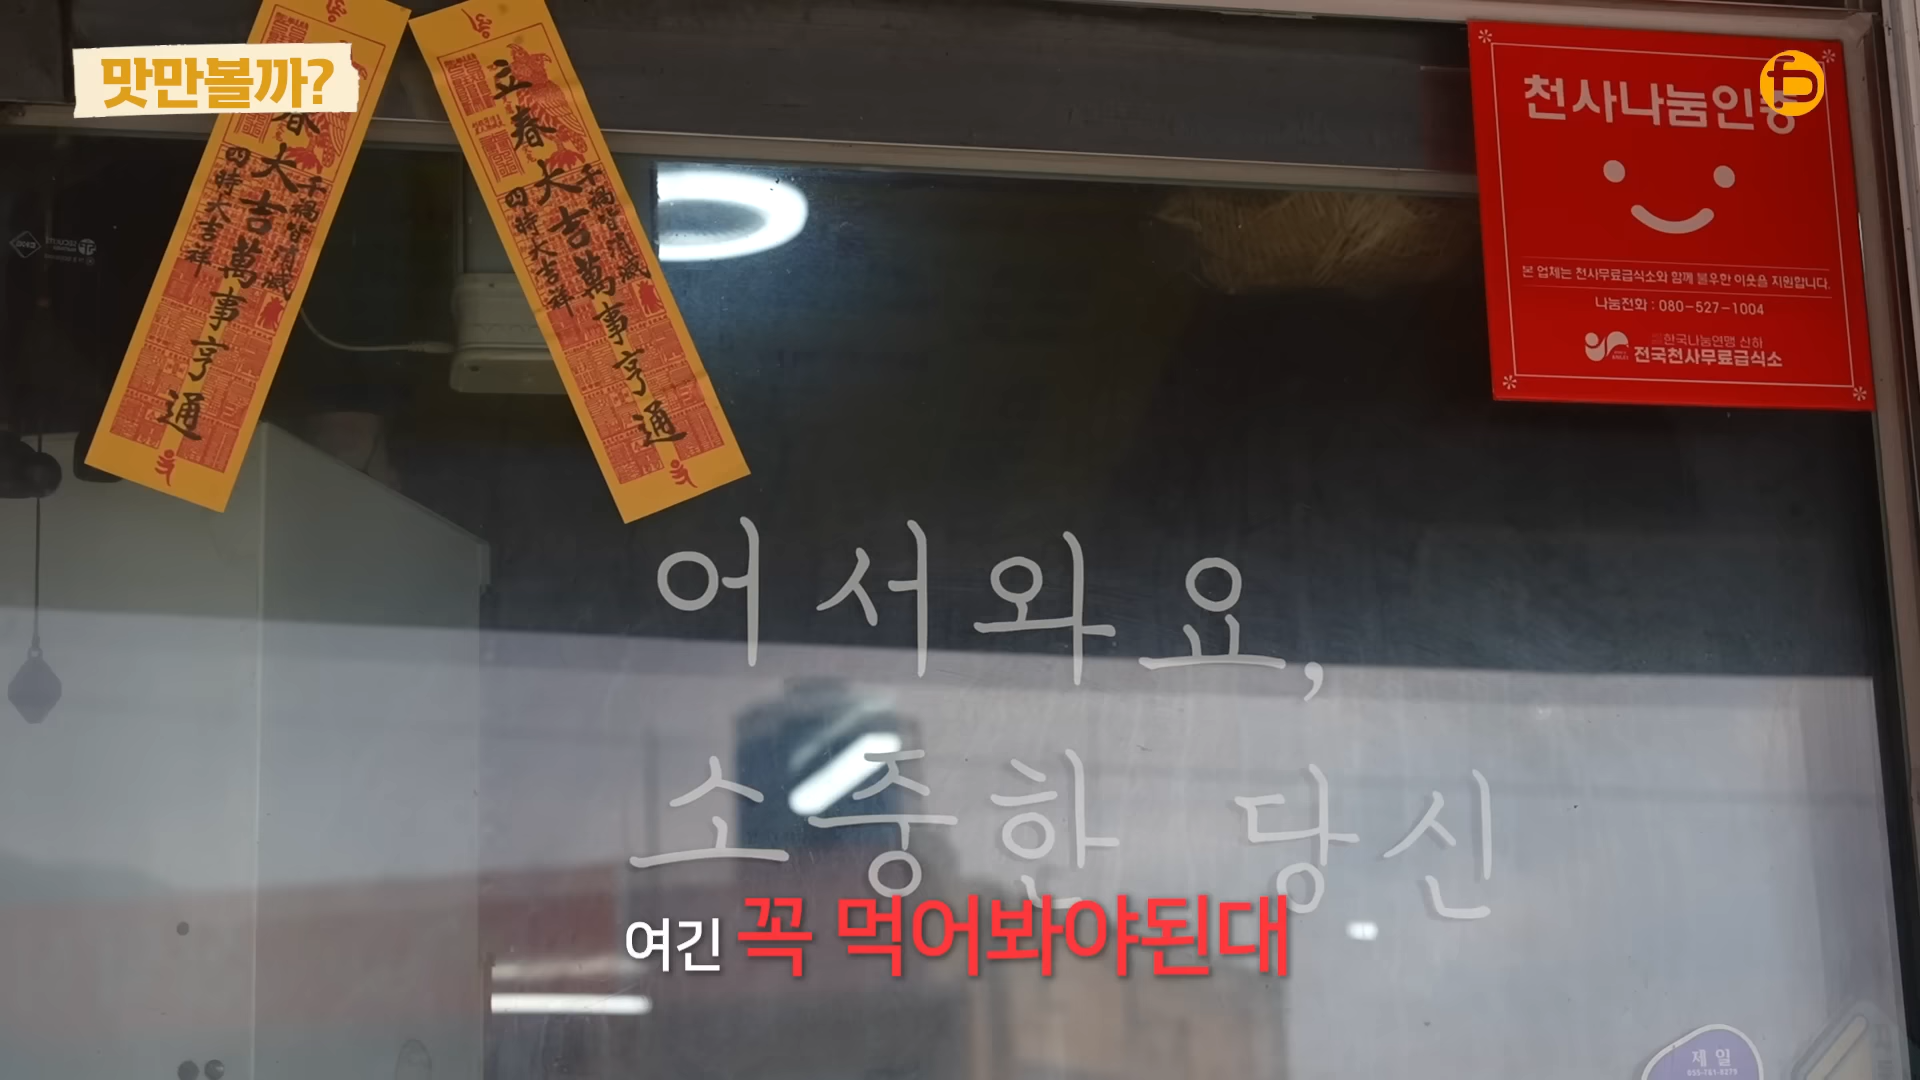 맛만볼까?
春大吉萬事亨通
四時大吉祥
千禍皆消滅
立春大吉萬事亨通
四時大吉祥
千禍皆消滅
천사나눔인증
본 업체는 천사무료급식소와 함께 불우한 이웃을 지원합니다.
나눔전화 : 080-527-1004
한국나눔연맹 산하
전국천사무료급식소
어서와요,
소중한 당신
여긴 꼭 먹어봐야된대
제일